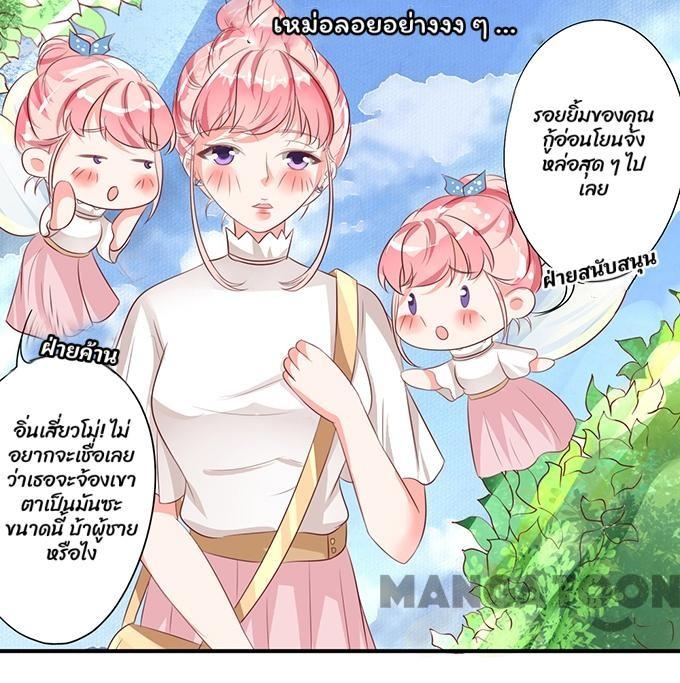 เหม่อลอยอย่างงง ๆ ...
รอยยิ้มของคุณ
กู้อ่อนโยนจัง
หล่อสุด ๆ ไป
เลย
ฝ่ายสนับสนุน
ฝ่ายค้าน
อิ่นเสี่ยวโม่! ไม่
อยากจะเชื่อเลย
ว่าเธอจะจ้องเขา
ตาเป็นมันซะ
ขนาดนี้ บ้าผู้ชาย
หรือไง
MANGATOON